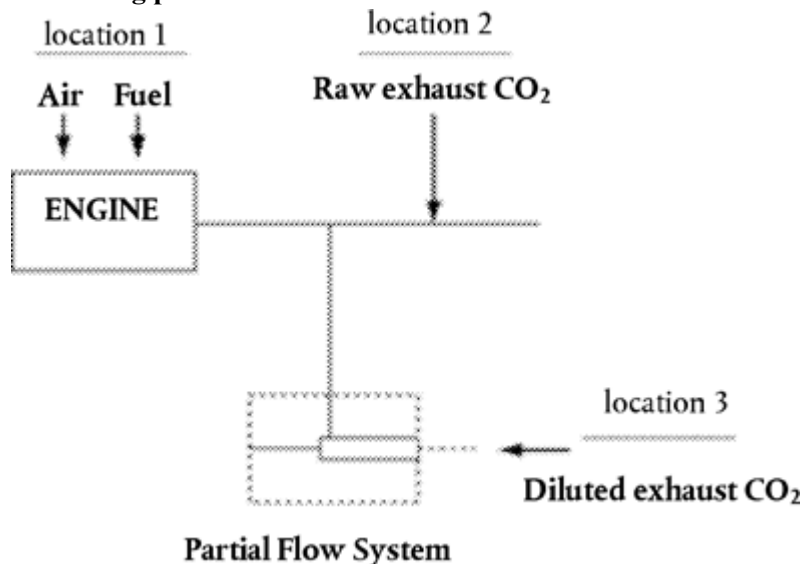 location 1
location 2
Air Fuel
Raw exhaust CO₂
ENGINE
location 3
Diluted exhaust CO₂
Partial Flow System